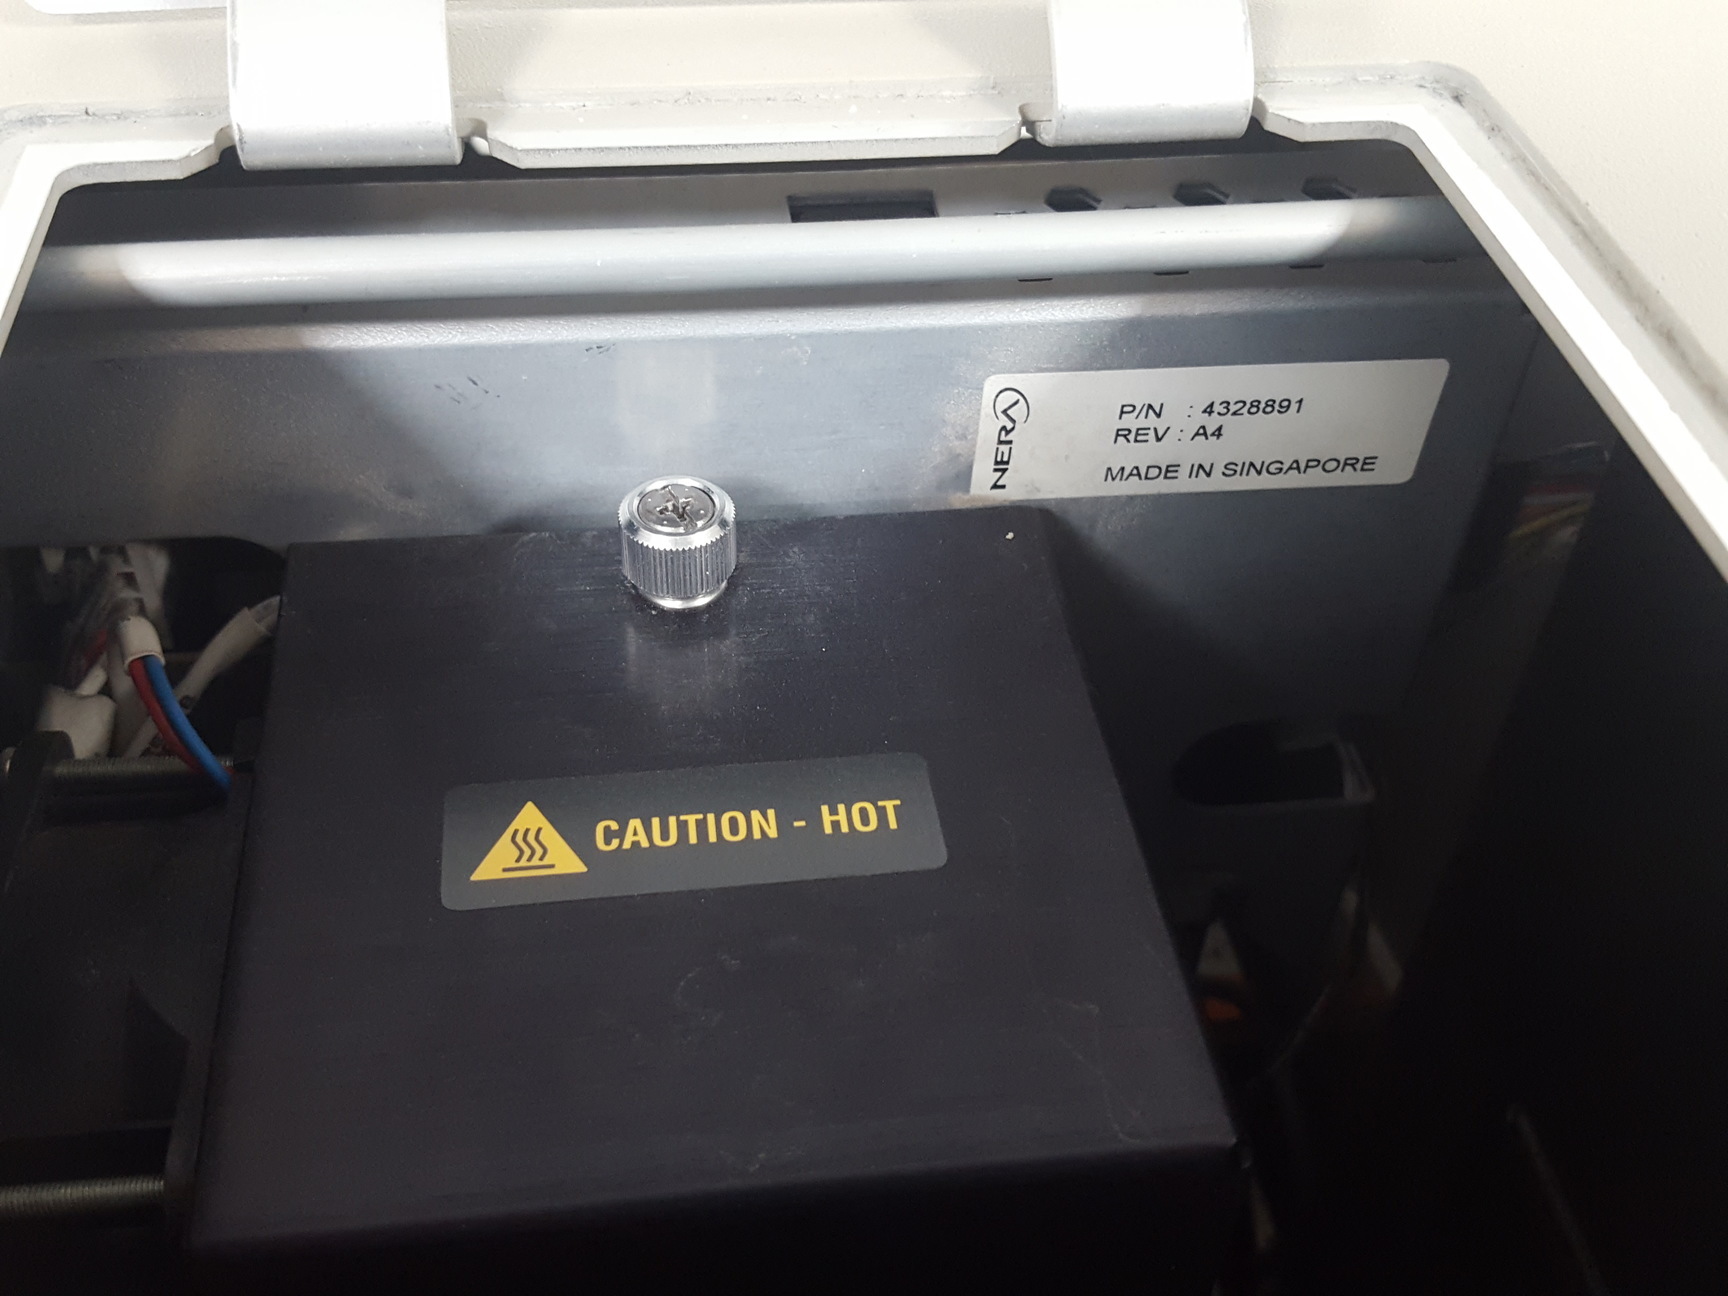 NERA
P/N : 4328891
REV : A4
MADE IN SINGAPORE
CAUTION - HOT